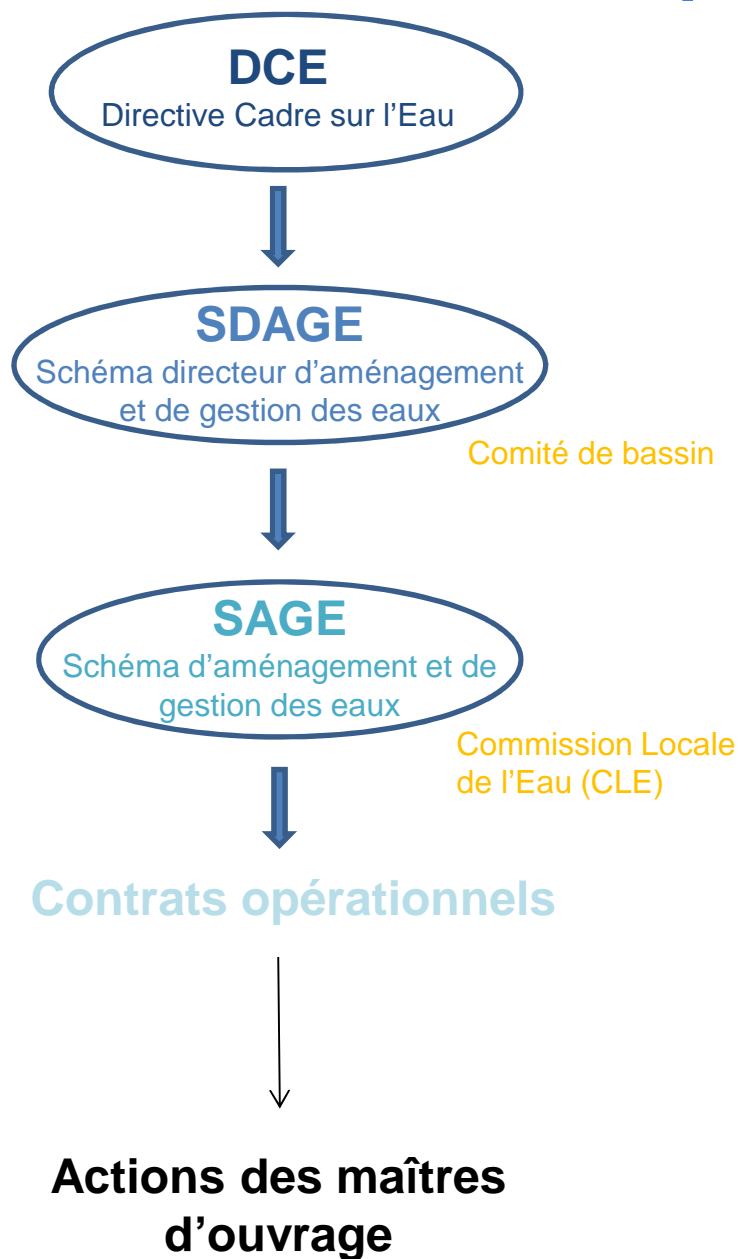 DCE
Directive Cadre sur l’Eau
SDAGE
Schéma directeur d’aménagement
et de gestion des eaux
Comité de bassin
SAGE
Schéma d’aménagement et de
gestion des eaux
Commission Locale
de l’Eau (CLE)
Contrats opérationnels
Actions des maîtres
d’ouvrage